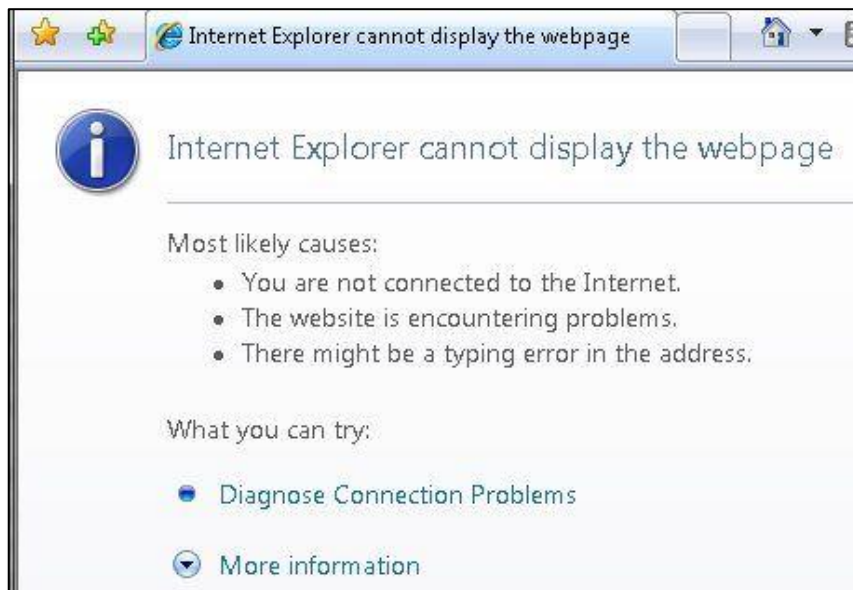 Internet Explorer cannot display the webpage
Internet Explorer cannot display the webpage
Most likely causes:
• You are not connected to the Internet.
• The website is encountering problems.
• There might be a typing error in the address.
What you can try:
Diagnose Connection Problems
More information